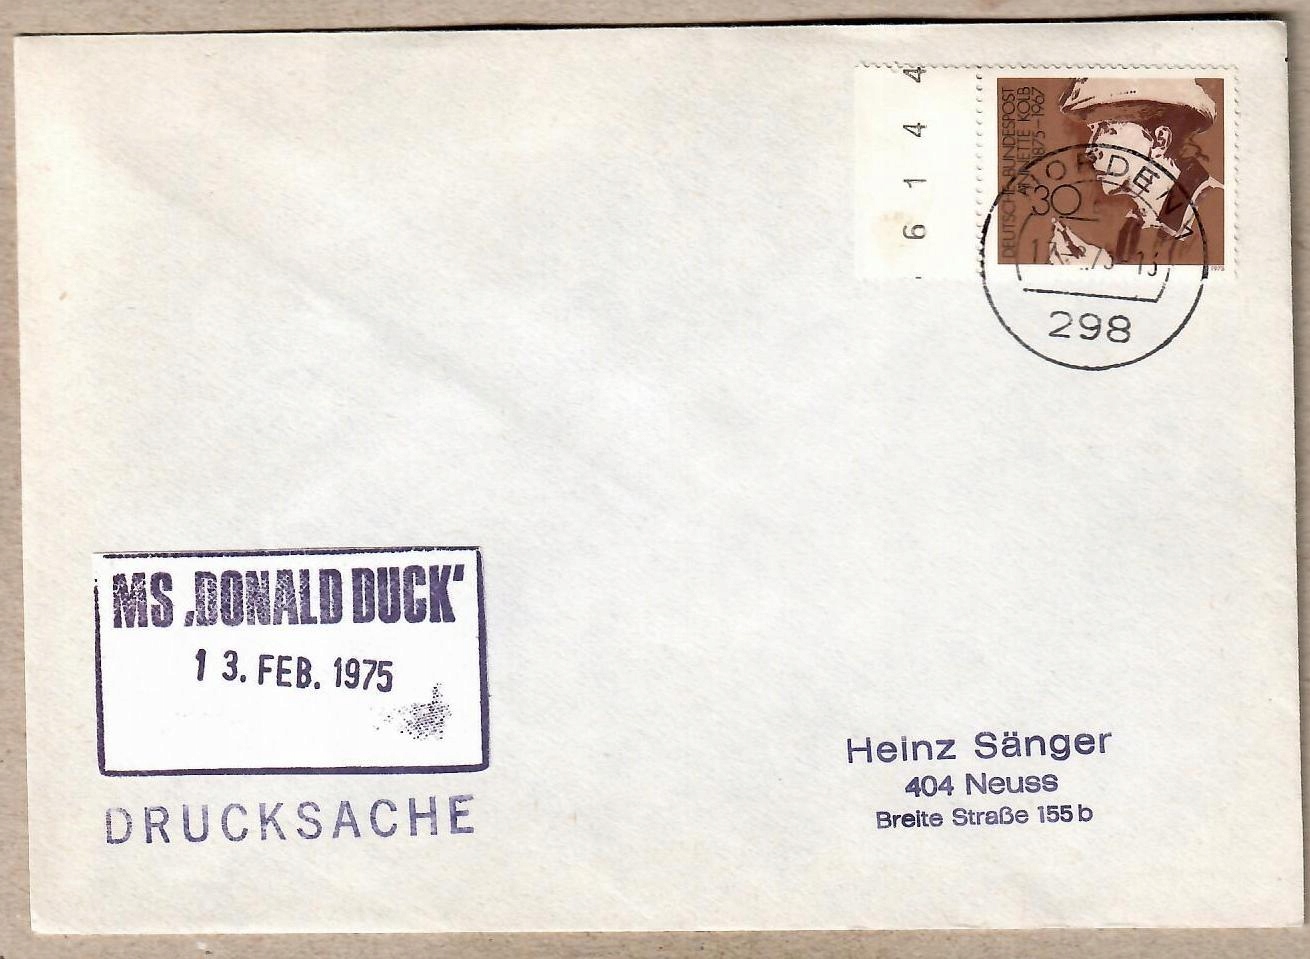 6 1 4 4
DEUTSCHE BUNDESPOST
ANNETTE KOLB
1875-1967
30
1975
NORDEN 1
298
MS „DONALD DUCK“
13. FEB. 1975
DRUCKSACHE
Heinz Sänger
404 Neuss
Breite Straße 155 b